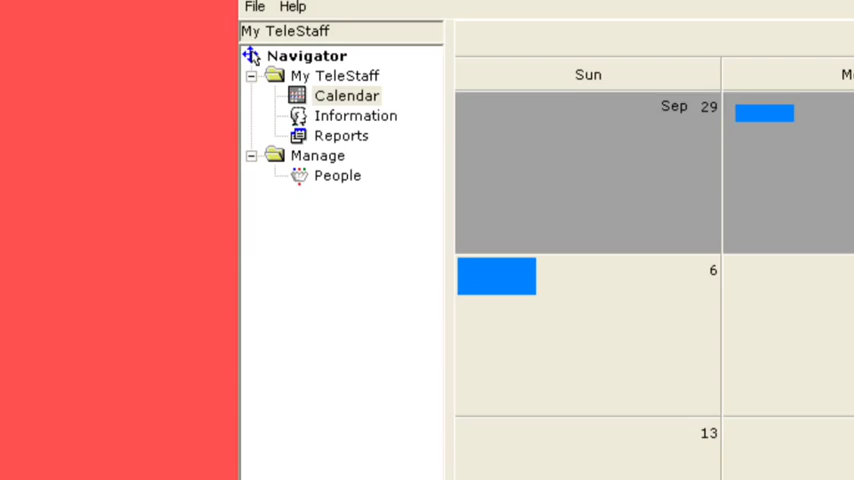 File Help
My TeleStaff
Navigator
My TeleStaff
Calendar
Information
Reports
Manage
People
Sun
Sep 29
6
13